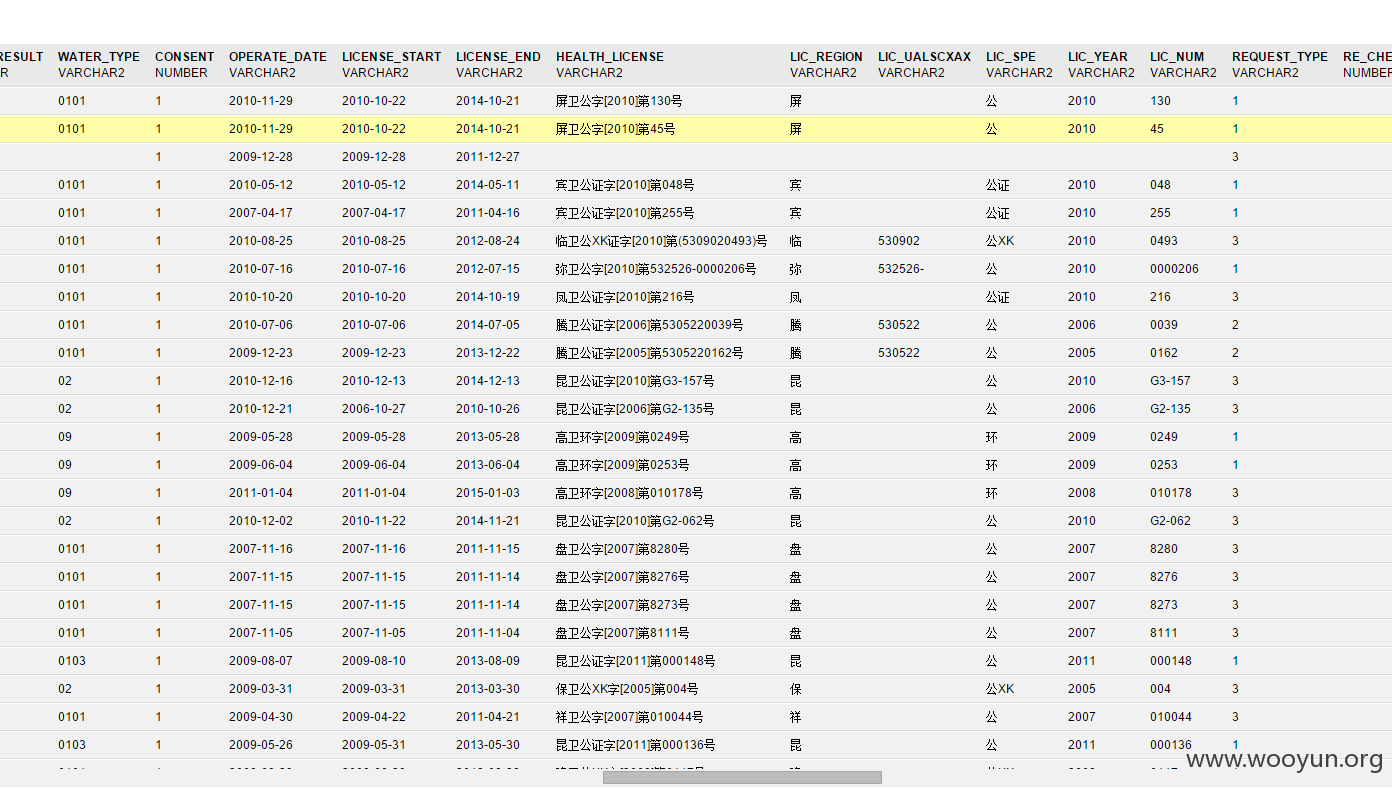 RESULT WATER_TYPE CONSENT OPERATE_DATE LICENSE_START LICENSE_END HEALTH_LICENSE LIC_REGION LIC_UALSCXAX LIC_SPE LIC_YEAR LIC_NUM REQUEST_TYPE RE_CHE
R VARCHAR2 NUMBER VARCHAR2 VARCHAR2 VARCHAR2 VARCHAR2 VARCHAR2 VARCHAR2 VARCHAR2 VARCHAR2 VARCHAR2 VARCHAR2 NUMBER
0101 1 2010-11-29 2010-10-22 2014-10-21 屏卫公字[2010]第130号 屏 公 2010 130 1
0101 1 2010-11-29 2010-10-22 2014-10-21 屏卫公字[2010]第45号 屏 公 2010 45 1
1 2009-12-28 2009-12-28 2011-12-27 3
0101 1 2010-05-12 2010-05-12 2014-05-11 宾卫公证字[2010]第048号 宾 公证 2010 048 1
0101 1 2007-04-17 2007-04-17 2011-04-16 宾卫公证字[2010]第255号 宾 公证 2010 255 1
0101 1 2010-08-25 2010-08-25 2012-08-24 临卫公XK证字[2010]第(5309020493)号 临 530902 公XK 2010 0493 3
0101 1 2010-07-16 2010-07-16 2012-07-15 弥卫公字[2010]第532526-0000206号 弥 532526- 公 2010 0000206 1
0101 1 2010-10-20 2010-10-20 2014-10-19 凤卫公证字[2010]第216号 凤 公证 2010 216 3
0101 1 2010-07-06 2010-07-06 2014-07-05 腾卫公证字[2006]第5305220039号 腾 530522 公 2006 0039 2
0101 1 2009-12-23 2009-12-23 2013-12-22 腾卫公证字[2005]第5305220162号 腾 530522 公 2005 0162 2
02 1 2010-12-16 2010-12-13 2014-12-13 昆卫公证字[2010]第G3-157号 昆 公 2010 G3-157 3
02 1 2010-12-21 2006-10-27 2010-10-26 昆卫公证字[2006]第G2-135号 昆 公 2006 G2-135 3
09 1 2009-05-28 2009-05-28 2013-05-28 高卫环字[2009]第0249号 高 环 2009 0249 1
09 1 2009-06-04 2009-06-04 2013-06-04 高卫环字[2009]第0253号 高 环 2009 0253 1
09 1 2011-01-04 2011-01-04 2015-01-03 高卫环字[2008]第010178号 高 环 2008 010178 3
02 1 2010-12-02 2010-11-22 2014-11-21 昆卫公证字[2010]第G2-062号 昆 公 2010 G2-062 3
0101 1 2007-11-16 2007-11-16 2011-11-15 盘卫公字[2007]第8280号 盘 公 2007 8280 3
0101 1 2007-11-15 2007-11-15 2011-11-14 盘卫公字[2007]第8276号 盘 公 2007 8276 3
0101 1 2007-11-15 2007-11-15 2011-11-14 盘卫公字[2007]第8273号 盘 公 2007 8273 3
0101 1 2007-11-05 2007-11-05 2011-11-04 盘卫公字[2007]第8111号 盘 公 2007 8111 3
0103 1 2009-08-07 2009-08-10 2013-08-09 昆卫公证字[2011]第000148号 昆 公 2011 000148 1
02 1 2009-03-31 2009-03-31 2013-03-30 保卫公XK字[2005]第004号 保 公XK 2005 004 3
0101 1 2009-04-30 2009-04-22 2011-04-21 祥卫公字[2007]第010044号 祥 公 2007 010044 3
0103 1 2009-05-26 2009-05-31 2013-05-30 昆卫公证字[2011]第000136号 昆 公 2011 000136 1
www.wooyun.org